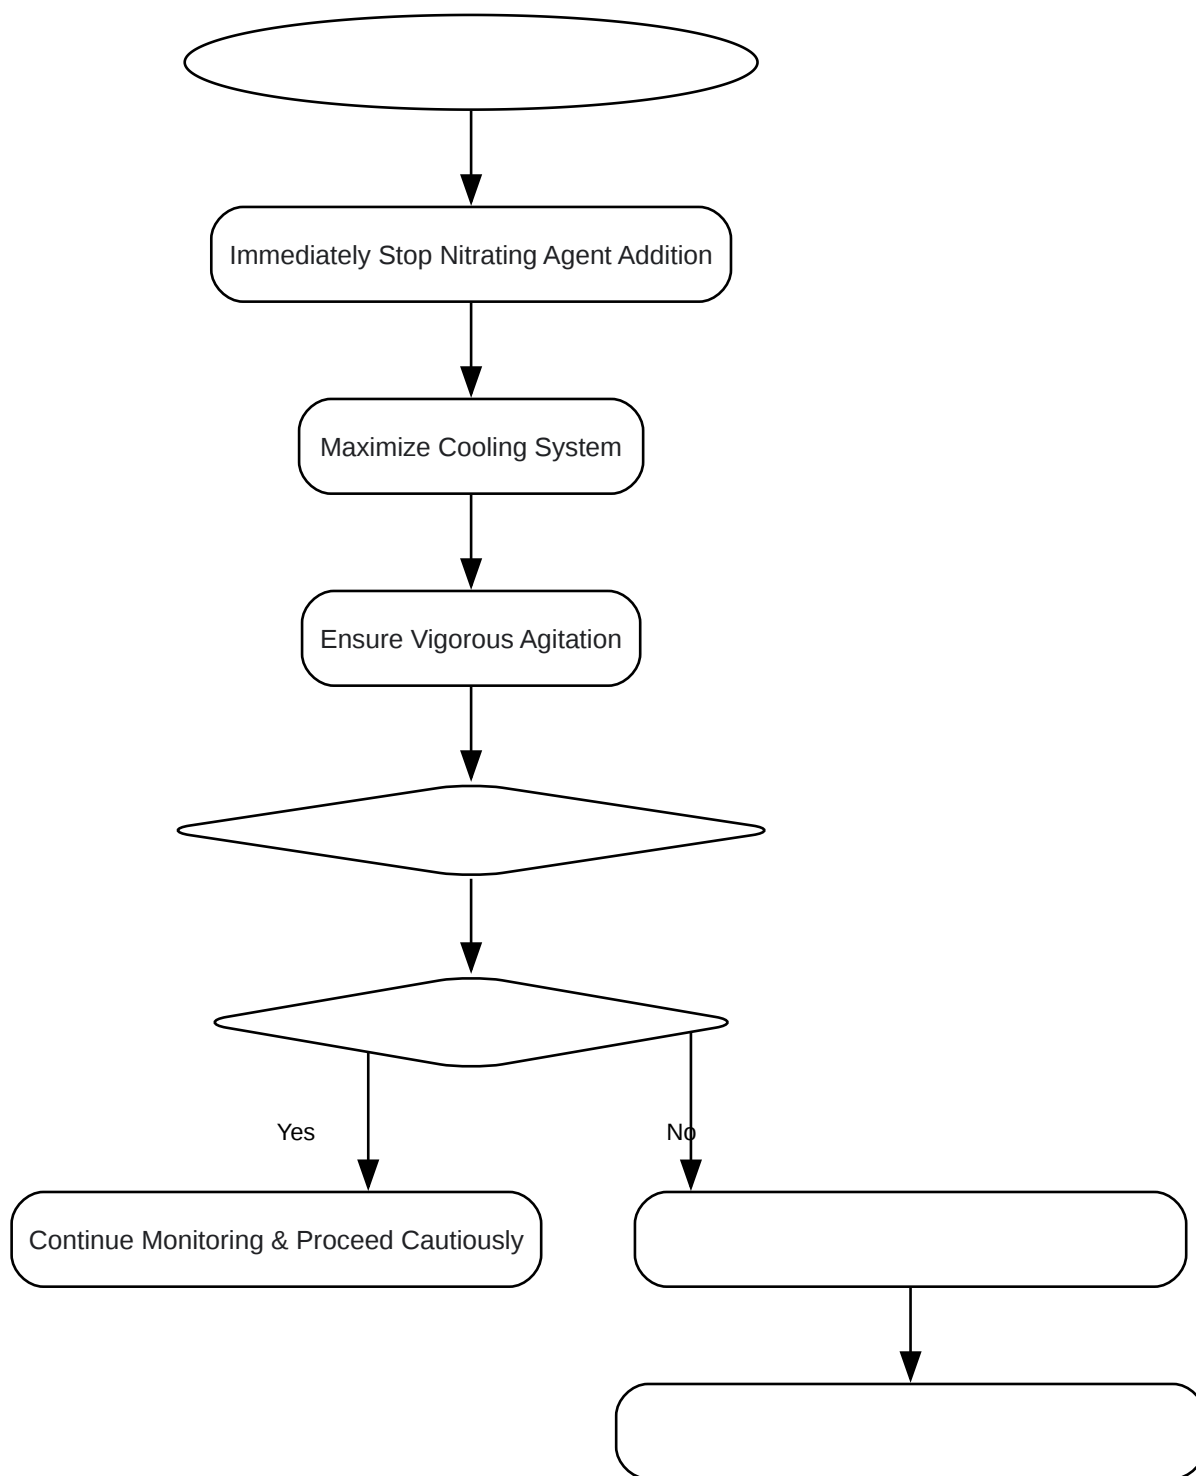 Immediately Stop Nitrating Agent Addition
Maximize Cooling System
Ensure Vigorous Agitation
Yes
No
Continue Monitoring & Proceed Cautiously